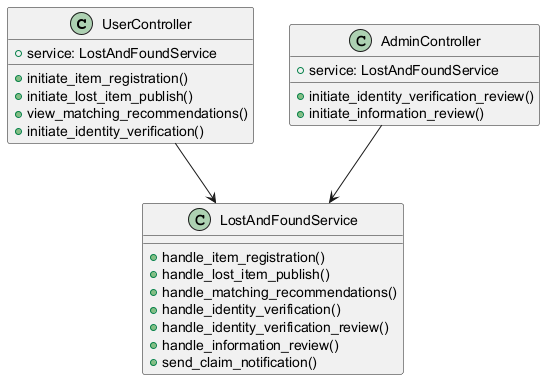 C UserController
service: LostAndFoundService
initiate_item_registration()
initiate_lost_item_publish()
view_matching_recommendations()
initiate_identity_verification()
C AdminController
service: LostAndFoundService
initiate_identity_verification_review()
initiate_information_review()
C LostAndFoundService
handle_item_registration()
handle_lost_item_publish()
handle_matching_recommendations()
handle_identity_verification()
handle_identity_verification_review()
handle_information_review()
send_claim_notification()